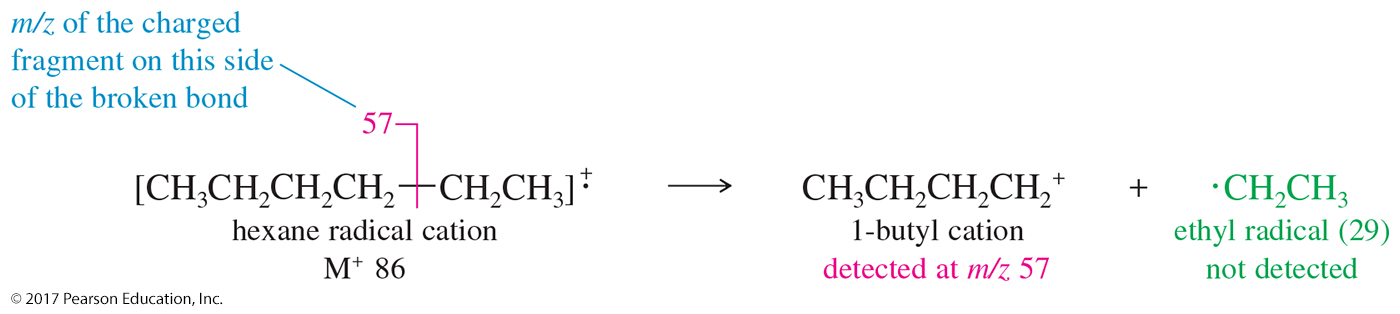 m/z of the charged
fragment on this side
of the broken bond
57
[CH₃CH₂CH₂CH₂—CH₂CH₃]⁺· ⟶ CH₃CH₂CH₂CH₂⁺ + ·CH₂CH₃
hexane radical cation 1-butyl cation ethyl radical (29)
M⁺ 86 detected at m/z 57 not detected
© 2017 Pearson Education, Inc.